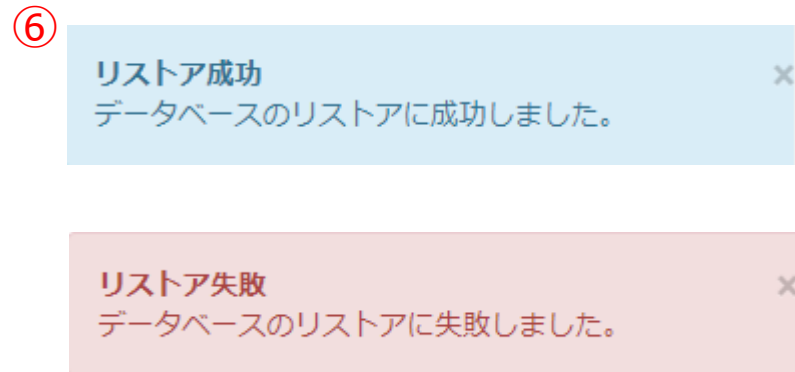 ⑥
リストア成功
データベースのリストアに成功しました。
リストア失敗
データベースのリストアに失敗しました。